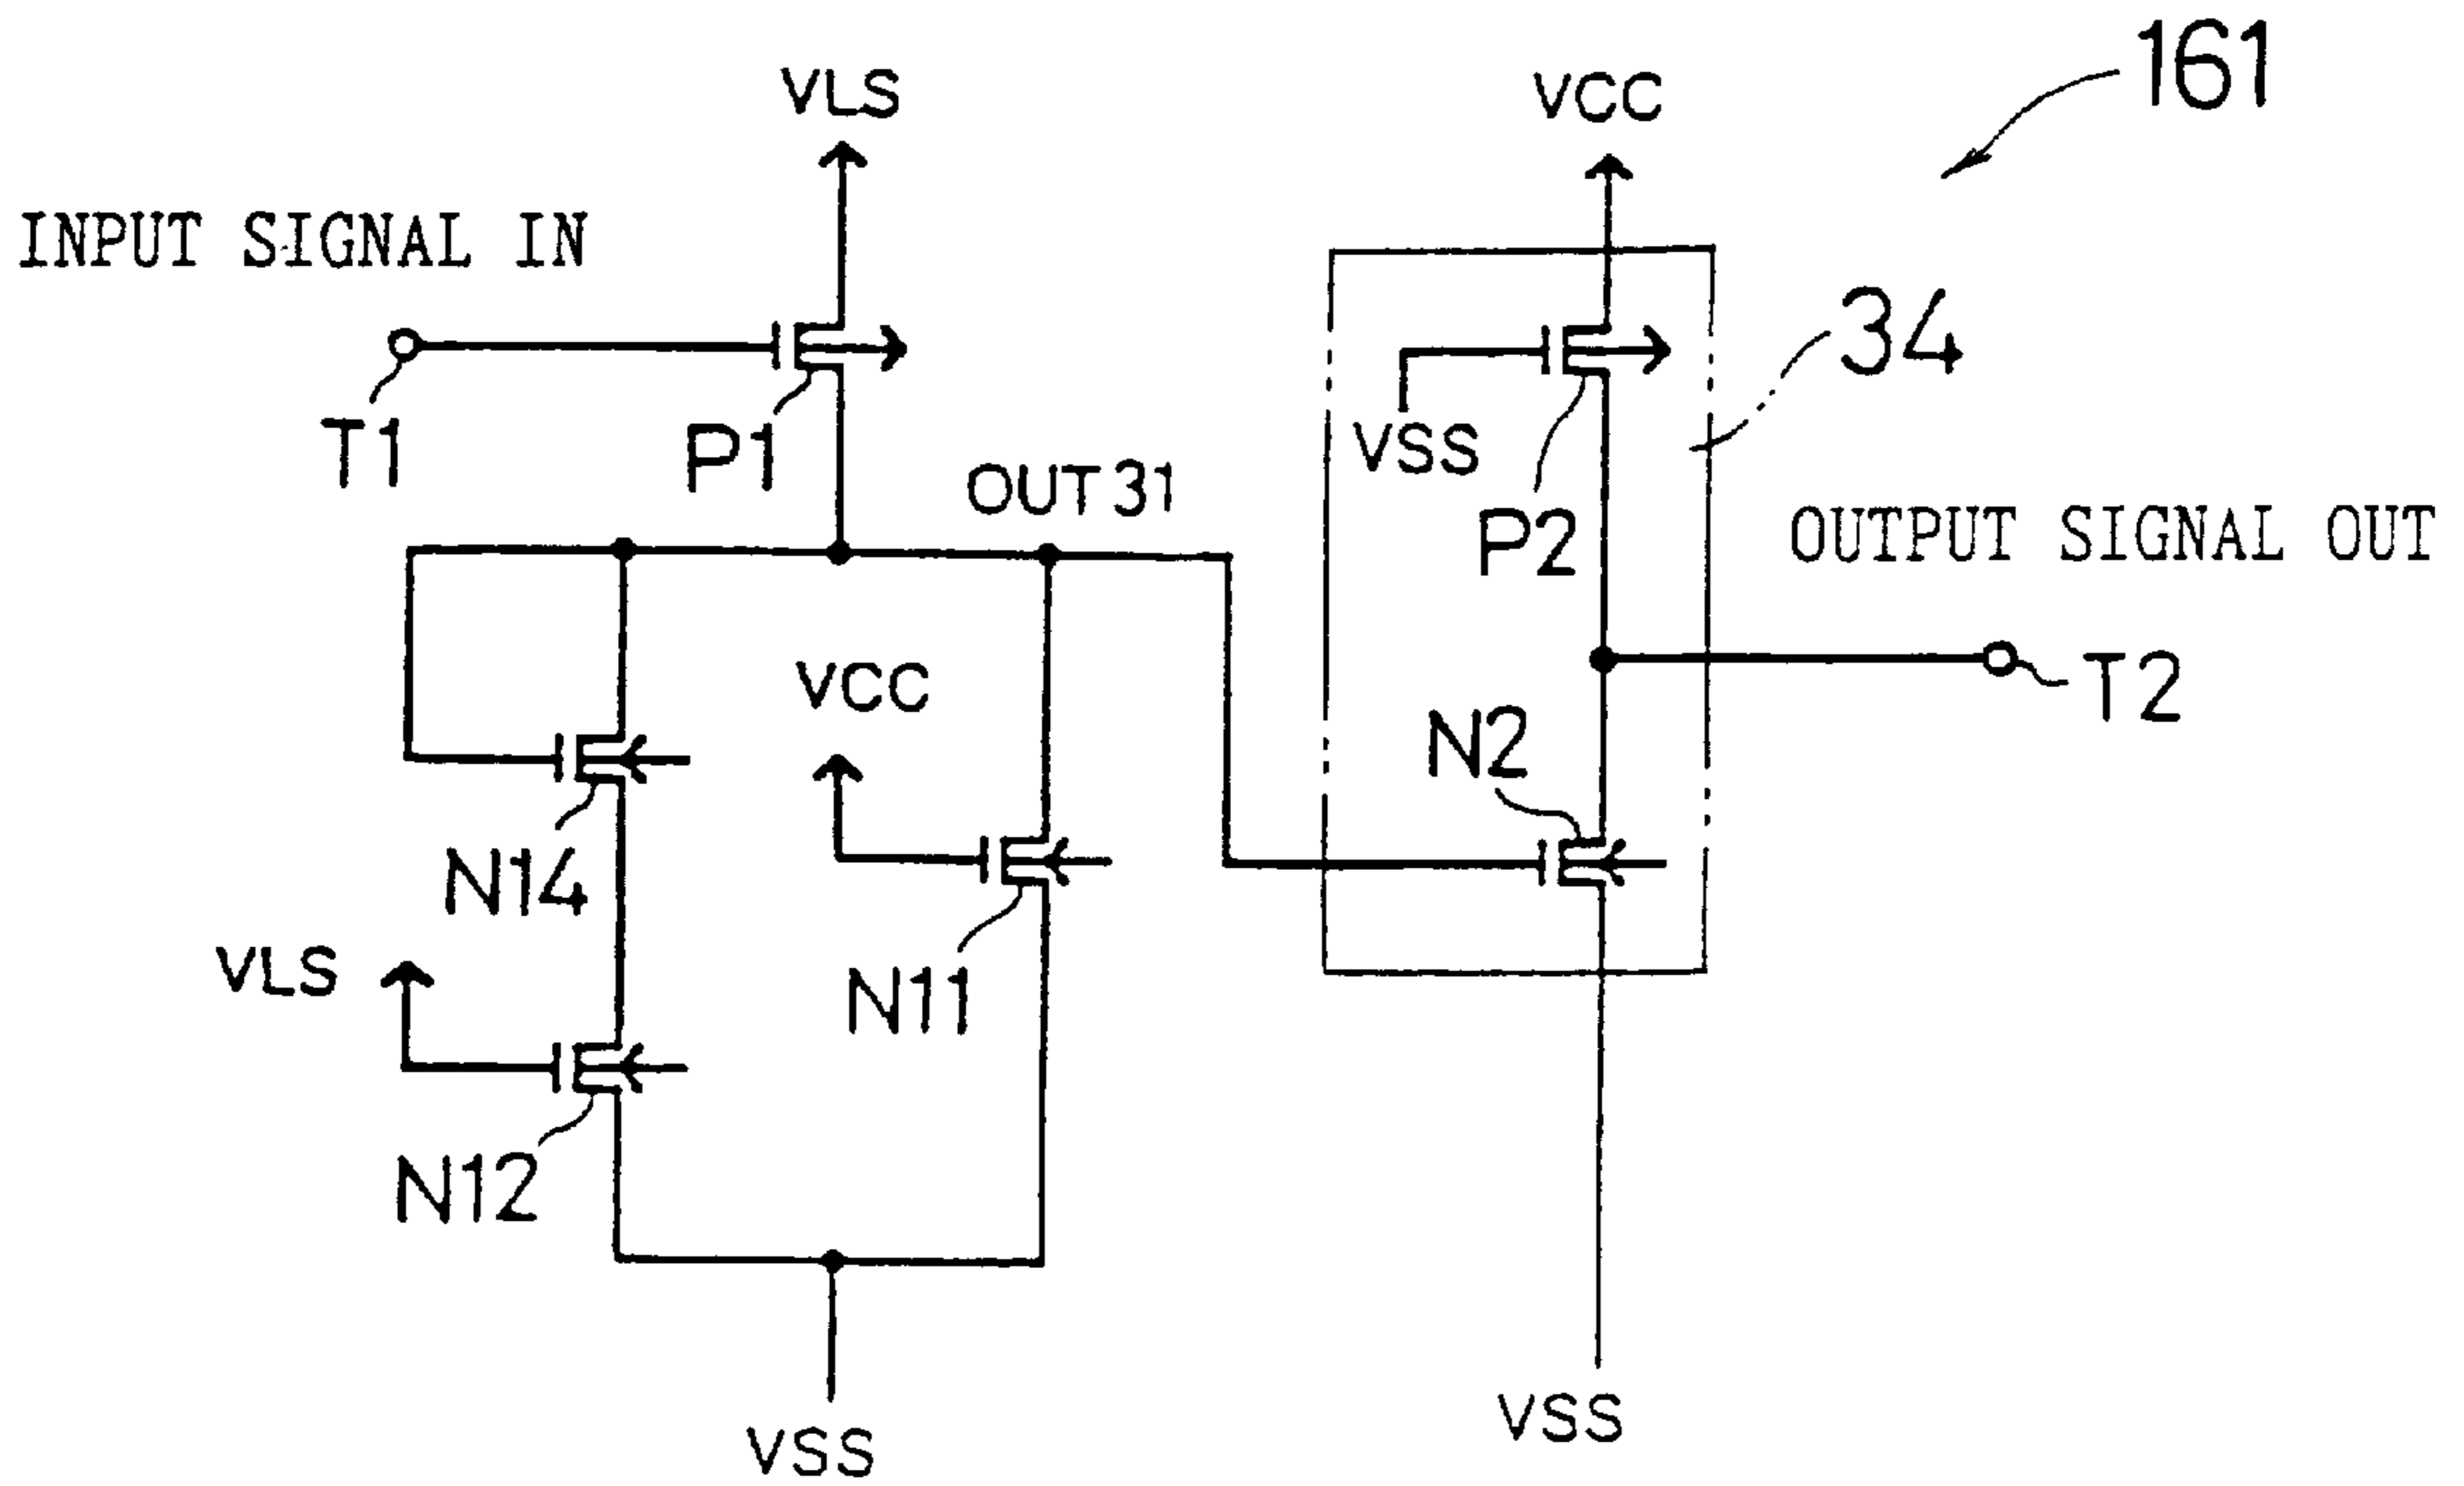 161
VLS
VCC
INPUT SIGNAL IN
34
T1
P1
VSS
OUT31
P2
OUTPUT SIGNAL OUT
VCC
T2
N2
N14
VLS
N11
N12
VSS
VSS